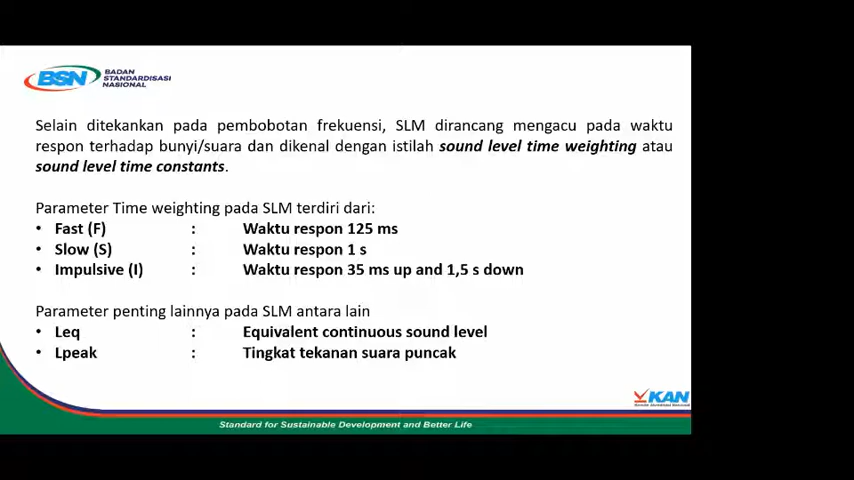 BSN BADAN
STANDARDISASI
NASIONAL
Selain ditekankan pada pembobotan frekuensi, SLM dirancang mengacu pada waktu
respon terhadap bunyi/suara dan dikenal dengan istilah sound level time weighting atau
sound level time constants.
Parameter Time weighting pada SLM terdiri dari:
• Fast (F) : Waktu respon 125 ms
• Slow (S) : Waktu respon 1 s
• Impulsive (I) : Waktu respon 35 ms up and 1,5 s down
Parameter penting lainnya pada SLM antara lain
• Leq : Equivalent continuous sound level
• Lpeak : Tingkat tekanan suara puncak
KAN
Komite Akreditasi Nasional
Standard for Sustainable Development and Better Life